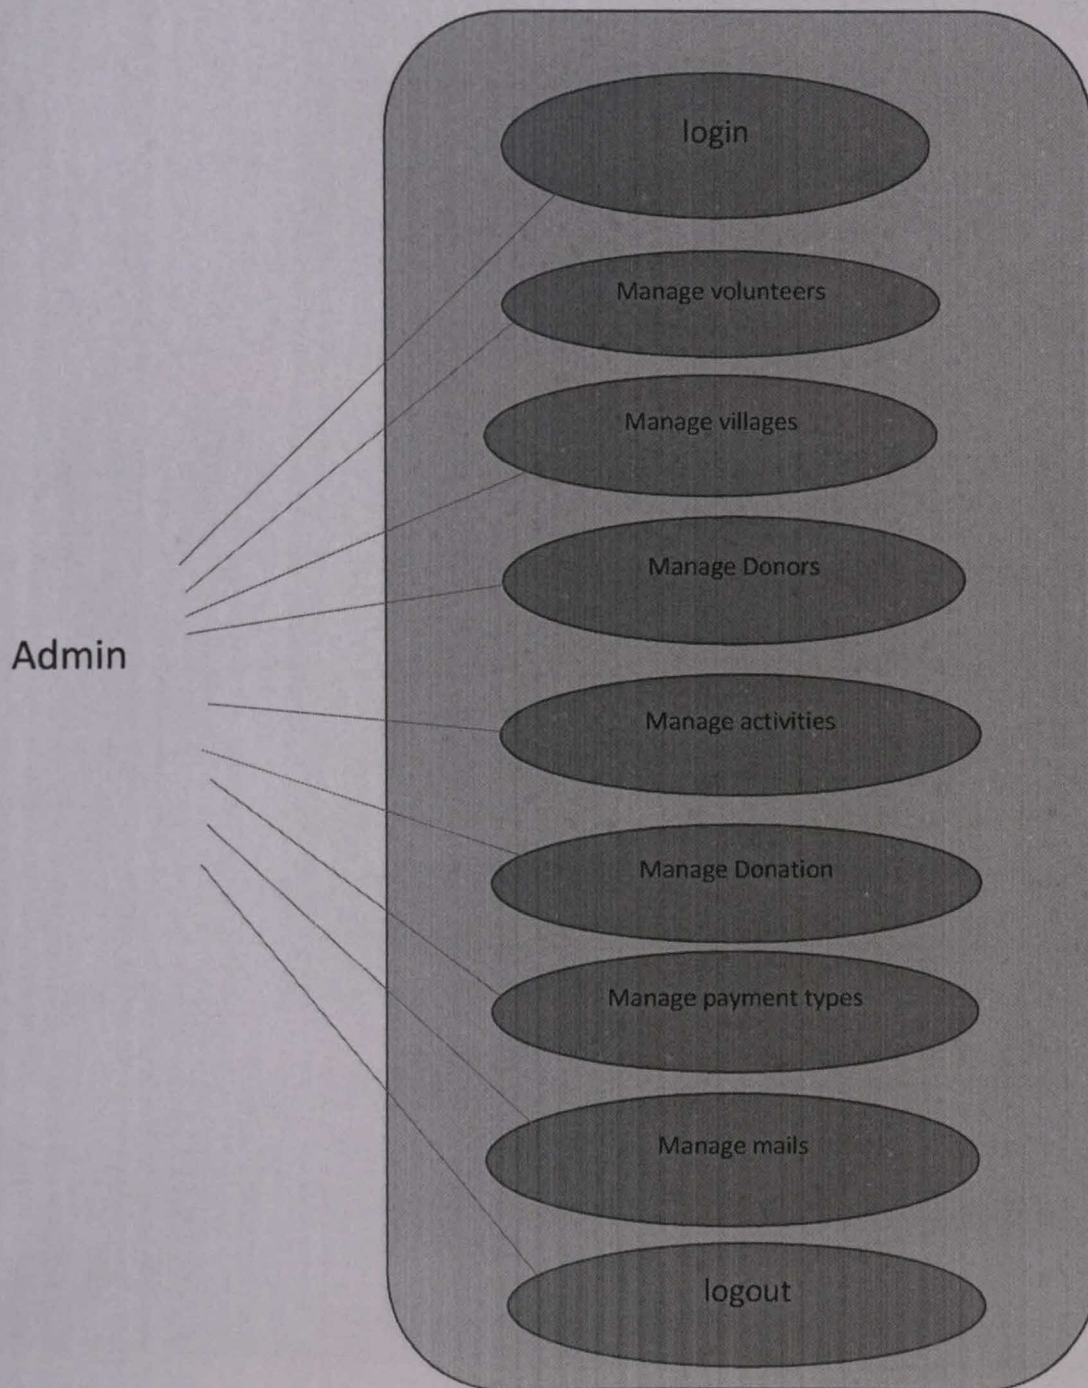 login
Manage volunteers
Manage villages
Manage Donors
Admin
Manage activities
Manage Donation
Manage payment types
Manage mails
logout